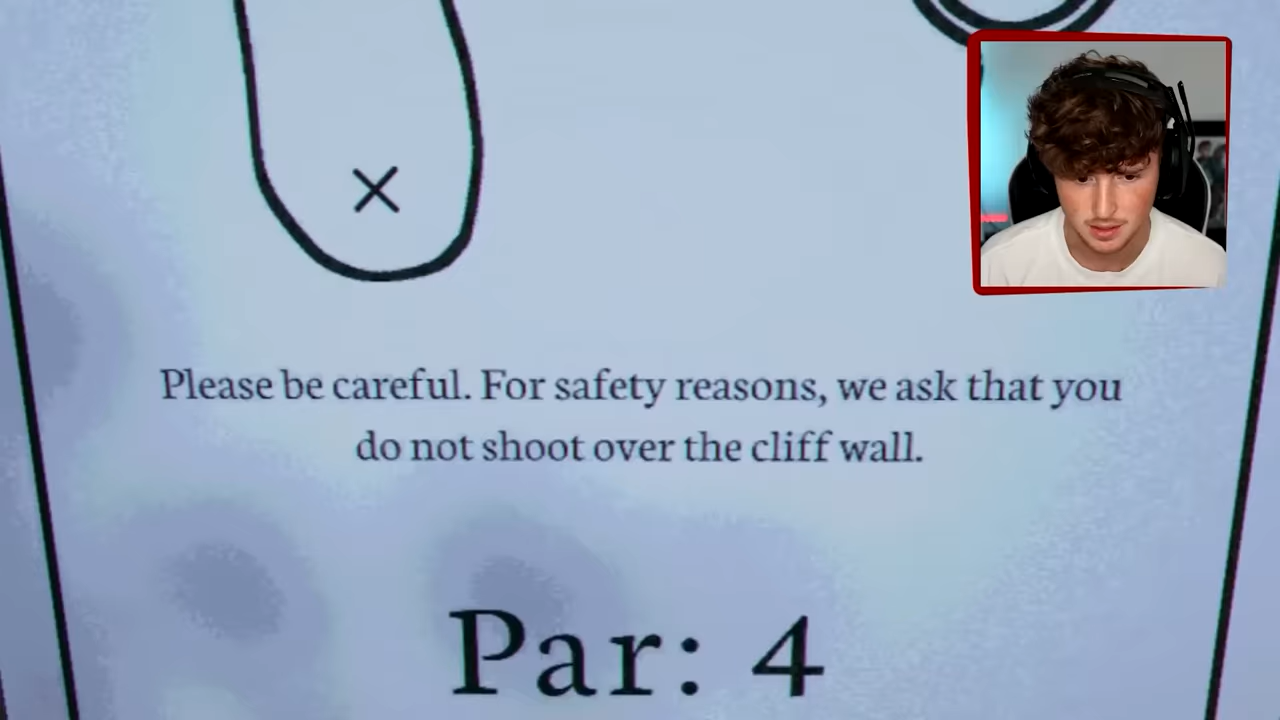 Please be careful. For safety reasons, we ask that you
do not shoot over the cliff wall.
Par: 4